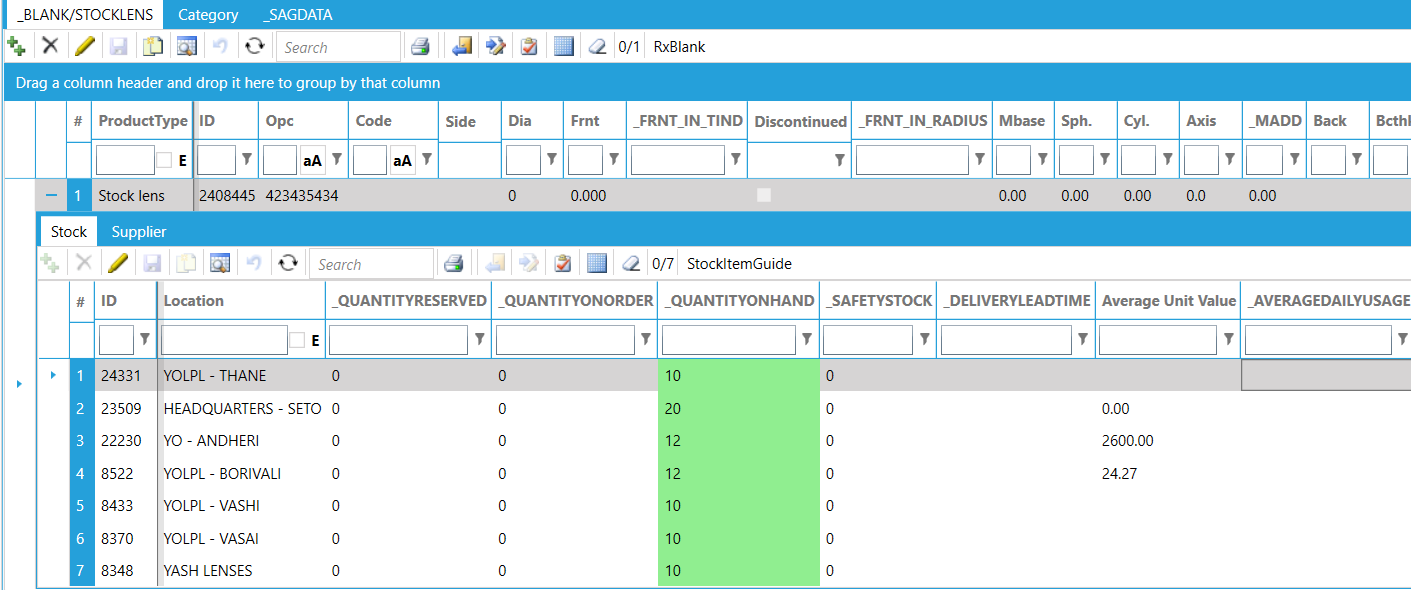 _BLANK/STOCKLENS Category _SAGDATA
Search 0/1 RxBlank
Drag a column header and drop it here to group by that column
# ProductType ID Opc Code Side Dia Frnt _FRNT_IN_TIND Discontinued _FRNT_IN_RADIUS Mbase Sph. Cyl. Axis _MADD Back Bcthl
E aA aA
1 Stock lens 2408445 423435434 0 0.000 0.00 0.00 0.00 0.0 0.00
Stock Supplier
Search 0/7 StockItemGuide
# ID Location _QUANTITYRESERVED _QUANTITYONORDER _QUANTITYONHAND _SAFETYSTOCK _DELIVERYLEADTIME Average Unit Value _AVERAGEDAILYUSAGE
E
1 24331 YOLPL - THANE 0 0 10 0
2 23509 HEADQUARTERS - SETO 0 0 20 0 0.00
3 22230 YO - ANDHERI 0 0 12 0 2600.00
4 8522 YOLPL - BORIVALI 0 0 12 0 24.27
5 8433 YOLPL - VASHI 0 0 10 0
6 8370 YOLPL - VASAI 0 0 10 0
7 8348 YASH LENSES 0 0 10 0